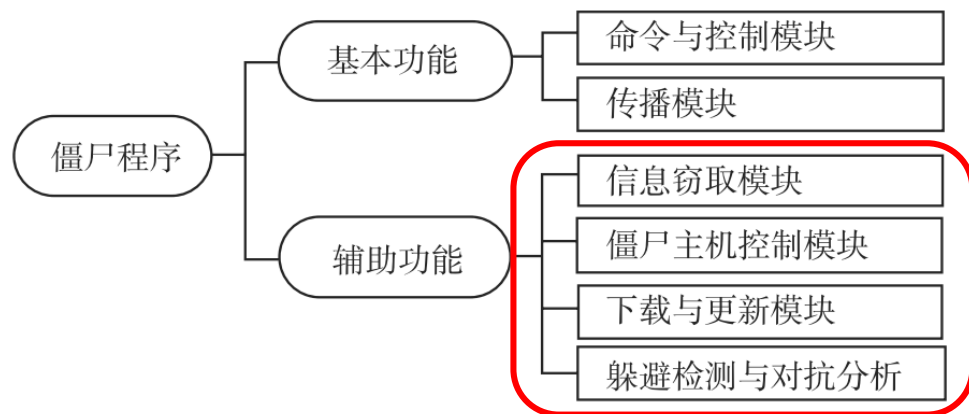 僵尸程序
基本功能
命令与控制模块
传播模块
辅助功能
信息窃取模块
僵尸主机控制模块
下载与更新模块
躲避检测与对抗分析